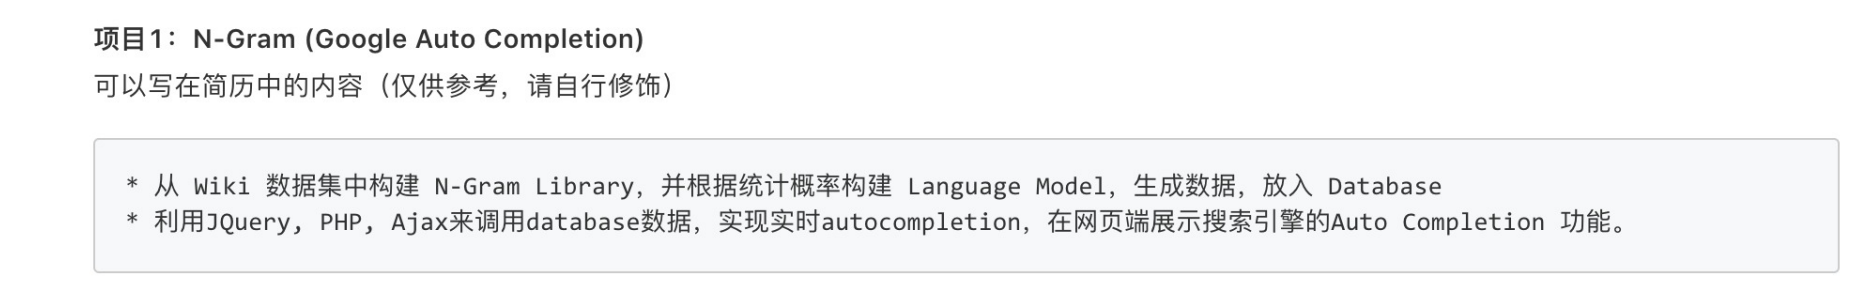 项目1：N-Gram (Google Auto Completion)
可以写在简历中的内容（仅供参考，请自行修饰）
* 从 Wiki 数据集中构建 N-Gram Library，并根据统计概率构建 Language Model，生成数据，放入 Database
* 利用JQuery, PHP, Ajax来调用database数据，实现实时autocompletion，在网页端展示搜索引擎的Auto Completion 功能。